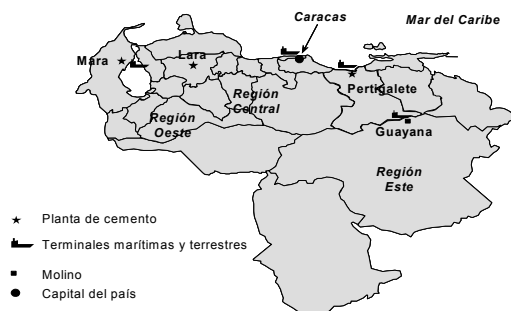 Caracas
Mar del Caribe
Mara
Lara
Pertigalete
Región
Central
Región
Oeste
Guayana
Región
Este
Planta de cemento
Terminales marítimas y terrestres
Molino
Capital del país